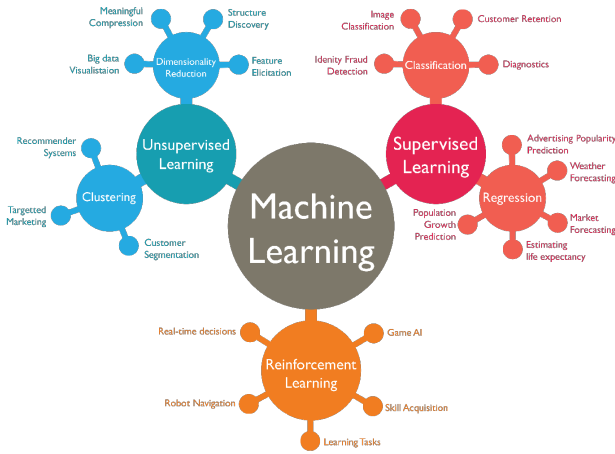 Meaningful
Compression
Structure
Discovery
Big data
Visualistaion
Dimensionality
Reduction
Feature
Elicitation
Unsupervised
Learning
Recommender
Systems
Clustering
Targetted
Marketing
Customer
Segmentation
Machine
Learning
Image
Classification
Customer Retention
Idenity Fraud
Detection
Classification
Diagnostics
Supervised
Learning
Advertising Popularity
Prediction
Weather
Forecasting
Regression
Population
Growth
Prediction
Market
Forecasting
Estimating
life expectancy
Real-time decisions
Game AI
Reinforcement
Learning
Robot Navigation
Skill Acquisition
Learning Tasks